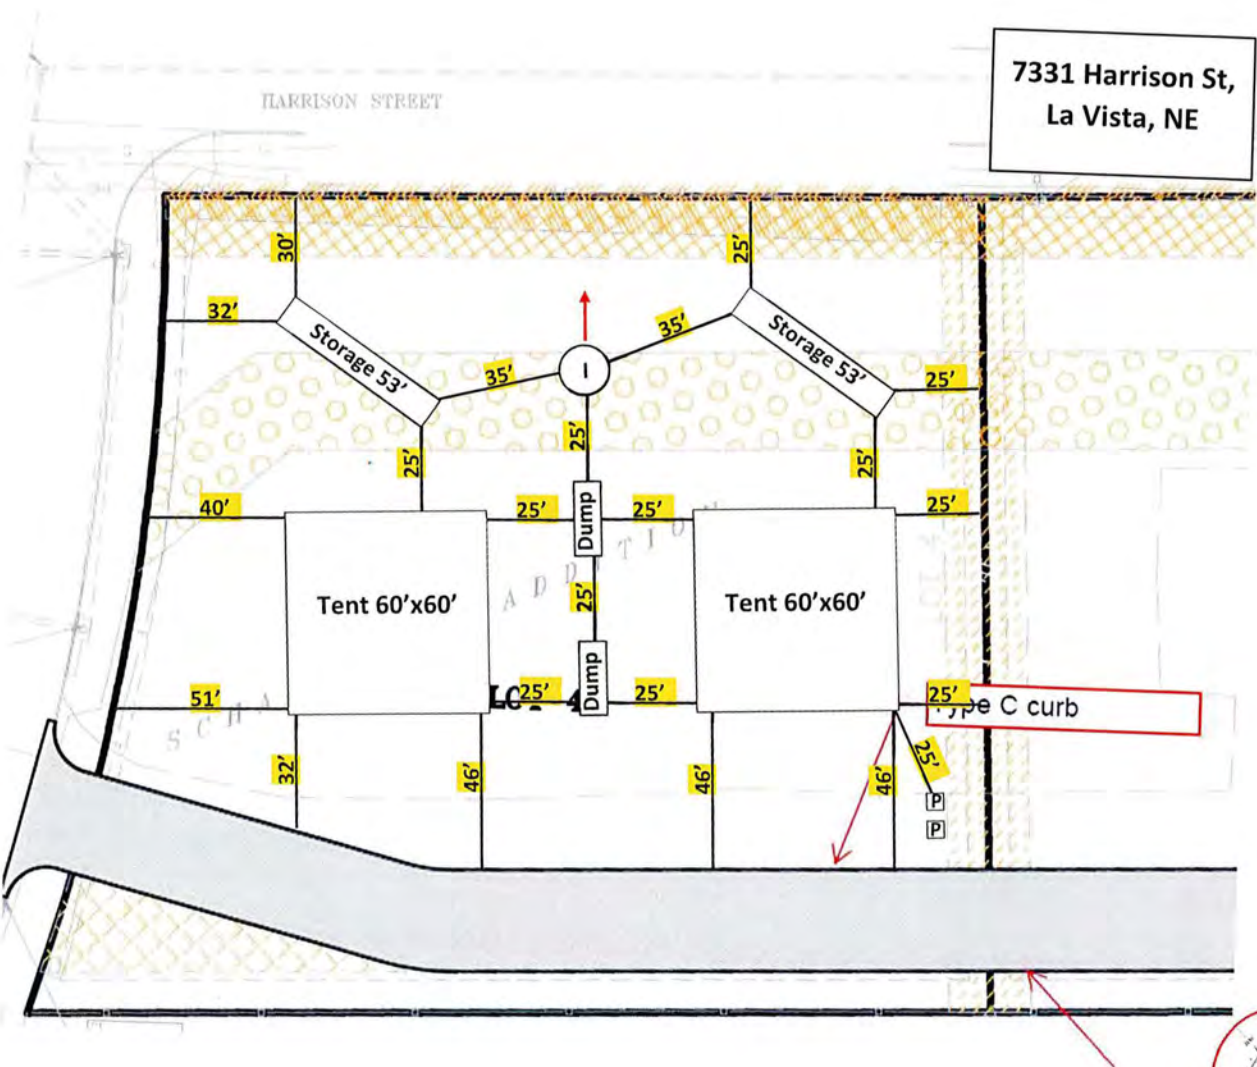 7331 Harrison St,
La Vista, NE
HARRISON STREET
30'
25'
32'
35'
Storage 53'
I
Storage 53'
35'
25'
25'
25'
25'
40'
25'
Dump
25'
25'
ADDITION
Tent 60'x60'
25'
Tent 60'x60'
51'
25'
Dump
25'
25'
Type C curb
SCHA
32'
46'
46'
46'
25'
P
P